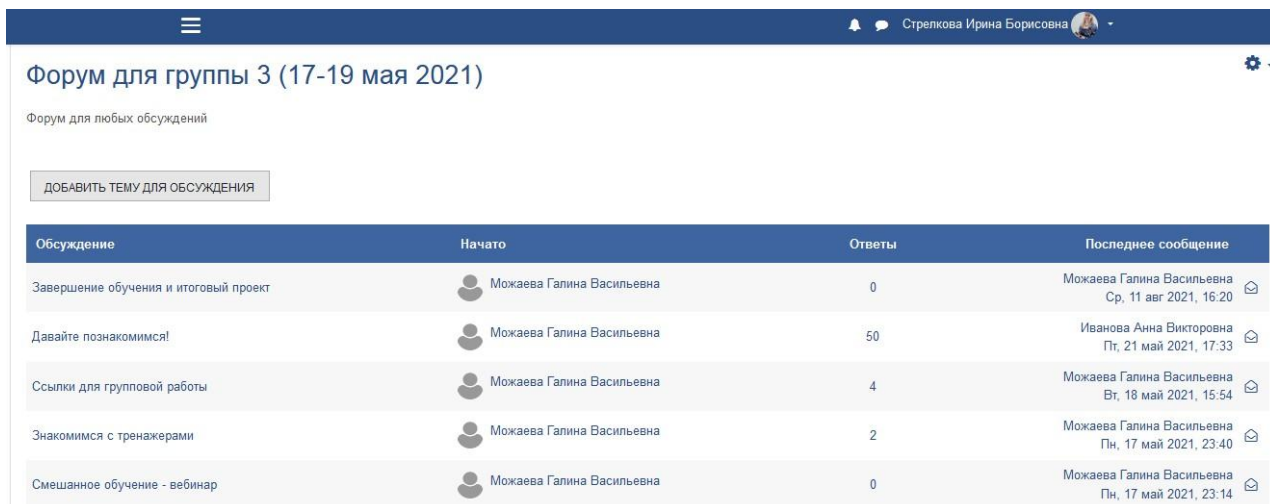 Стрелкова Ирина Борисовна
Форум для группы 3 (17-19 мая 2021)
Форум для любых обсуждений
ДОБАВИТЬ ТЕМУ ДЛЯ ОБСУЖДЕНИЯ
Обсуждение Начато Ответы Последнее сообщение
Завершение обучения и итоговый проект Можаева Галина Васильевна 0 Можаева Галина Васильевна
Ср, 11 авг 2021, 16:20
Давайте познакомимся! Можаева Галина Васильевна 50 Иванова Анна Викторовна
Пт, 21 май 2021, 17:33
Ссылки для групповой работы Можаева Галина Васильевна 4 Можаева Галина Васильевна
Вт, 18 май 2021, 15:54
Знакомимся с тренажерами Можаева Галина Васильевна 2 Можаева Галина Васильевна
Пн, 17 май 2021, 23:40
Смешанное обучение - вебинар Можаева Галина Васильевна 0 Можаева Галина Васильевна
Пн, 17 май 2021, 23:14